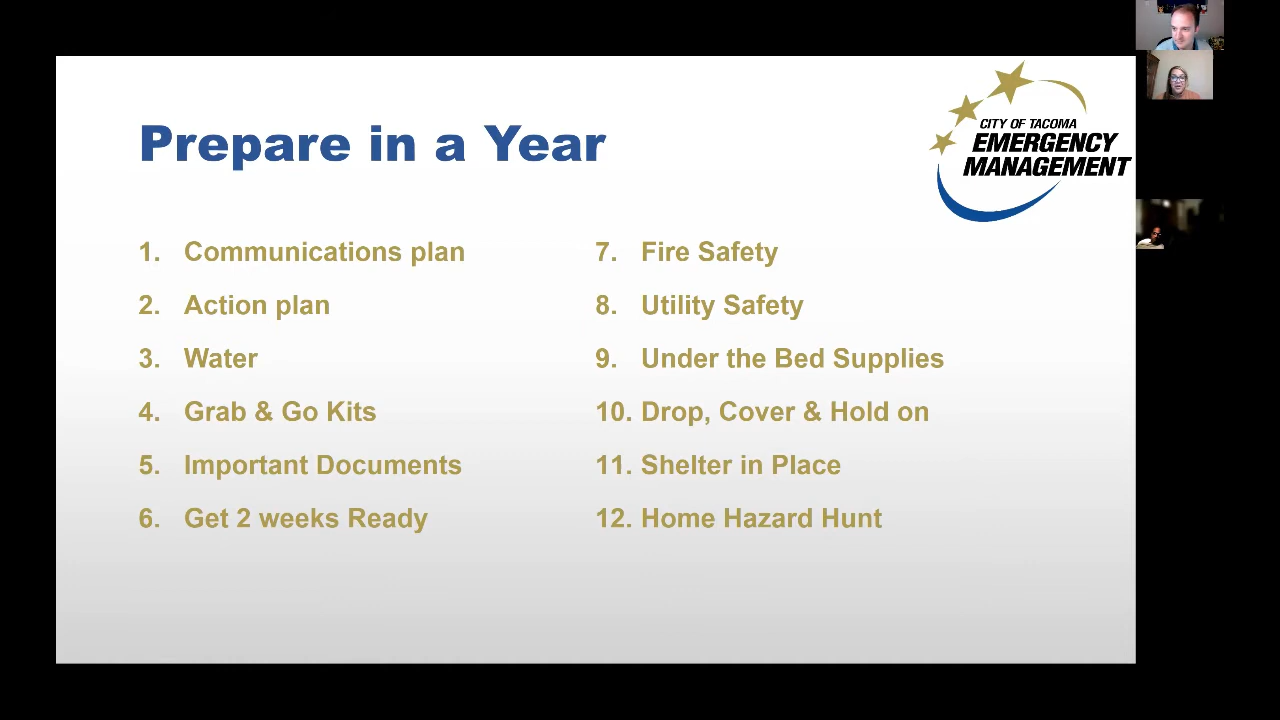 Prepare in a Year
CITY OF TACOMA
EMERGENCY
MANAGEMENT
1. Communications plan
2. Action plan
3. Water
4. Grab & Go Kits
5. Important Documents
6. Get 2 weeks Ready
7. Fire Safety
8. Utility Safety
9. Under the Bed Supplies
10. Drop, Cover & Hold on
11. Shelter in Place
12. Home Hazard Hunt